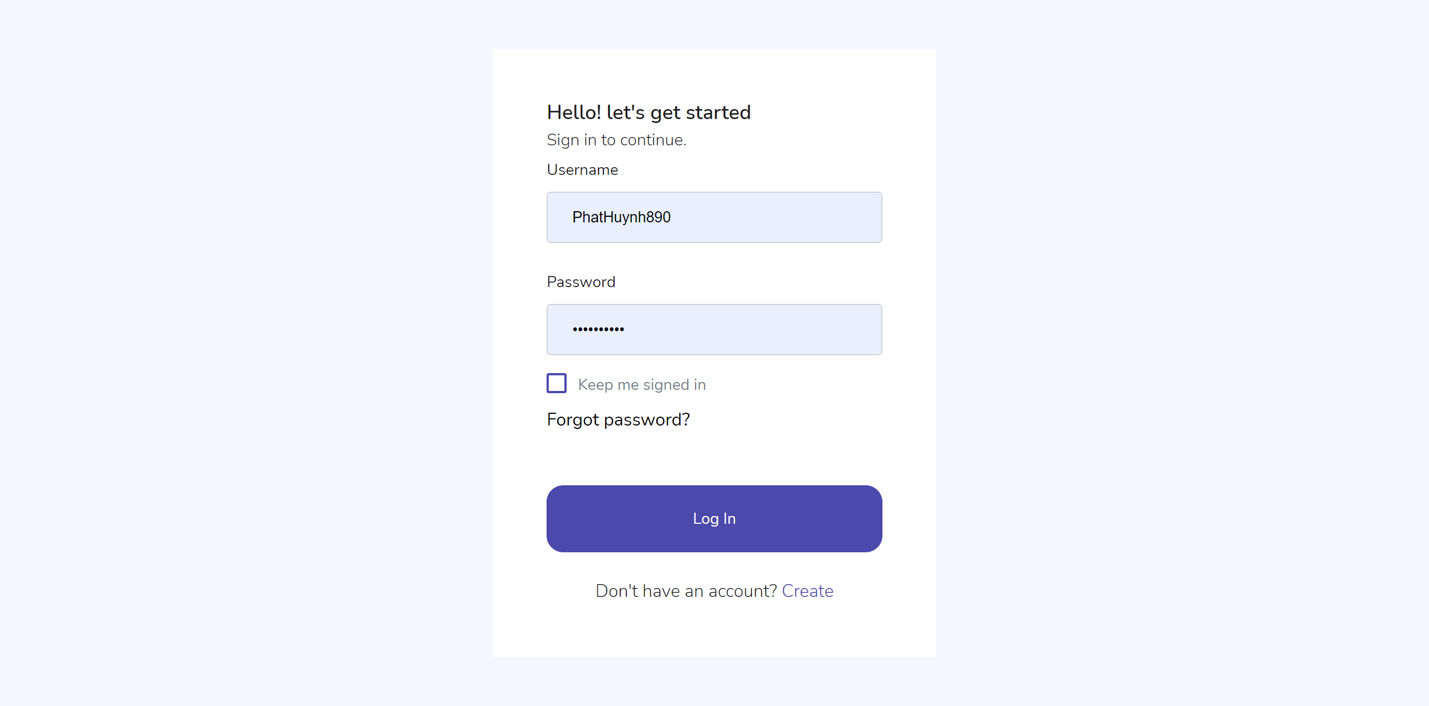 Hello! let's get started
Sign in to continue.
Username
PhatHuynh890
Password
••••••••••
Keep me signed in
Forgot password?
Log In
Don't have an account? Create